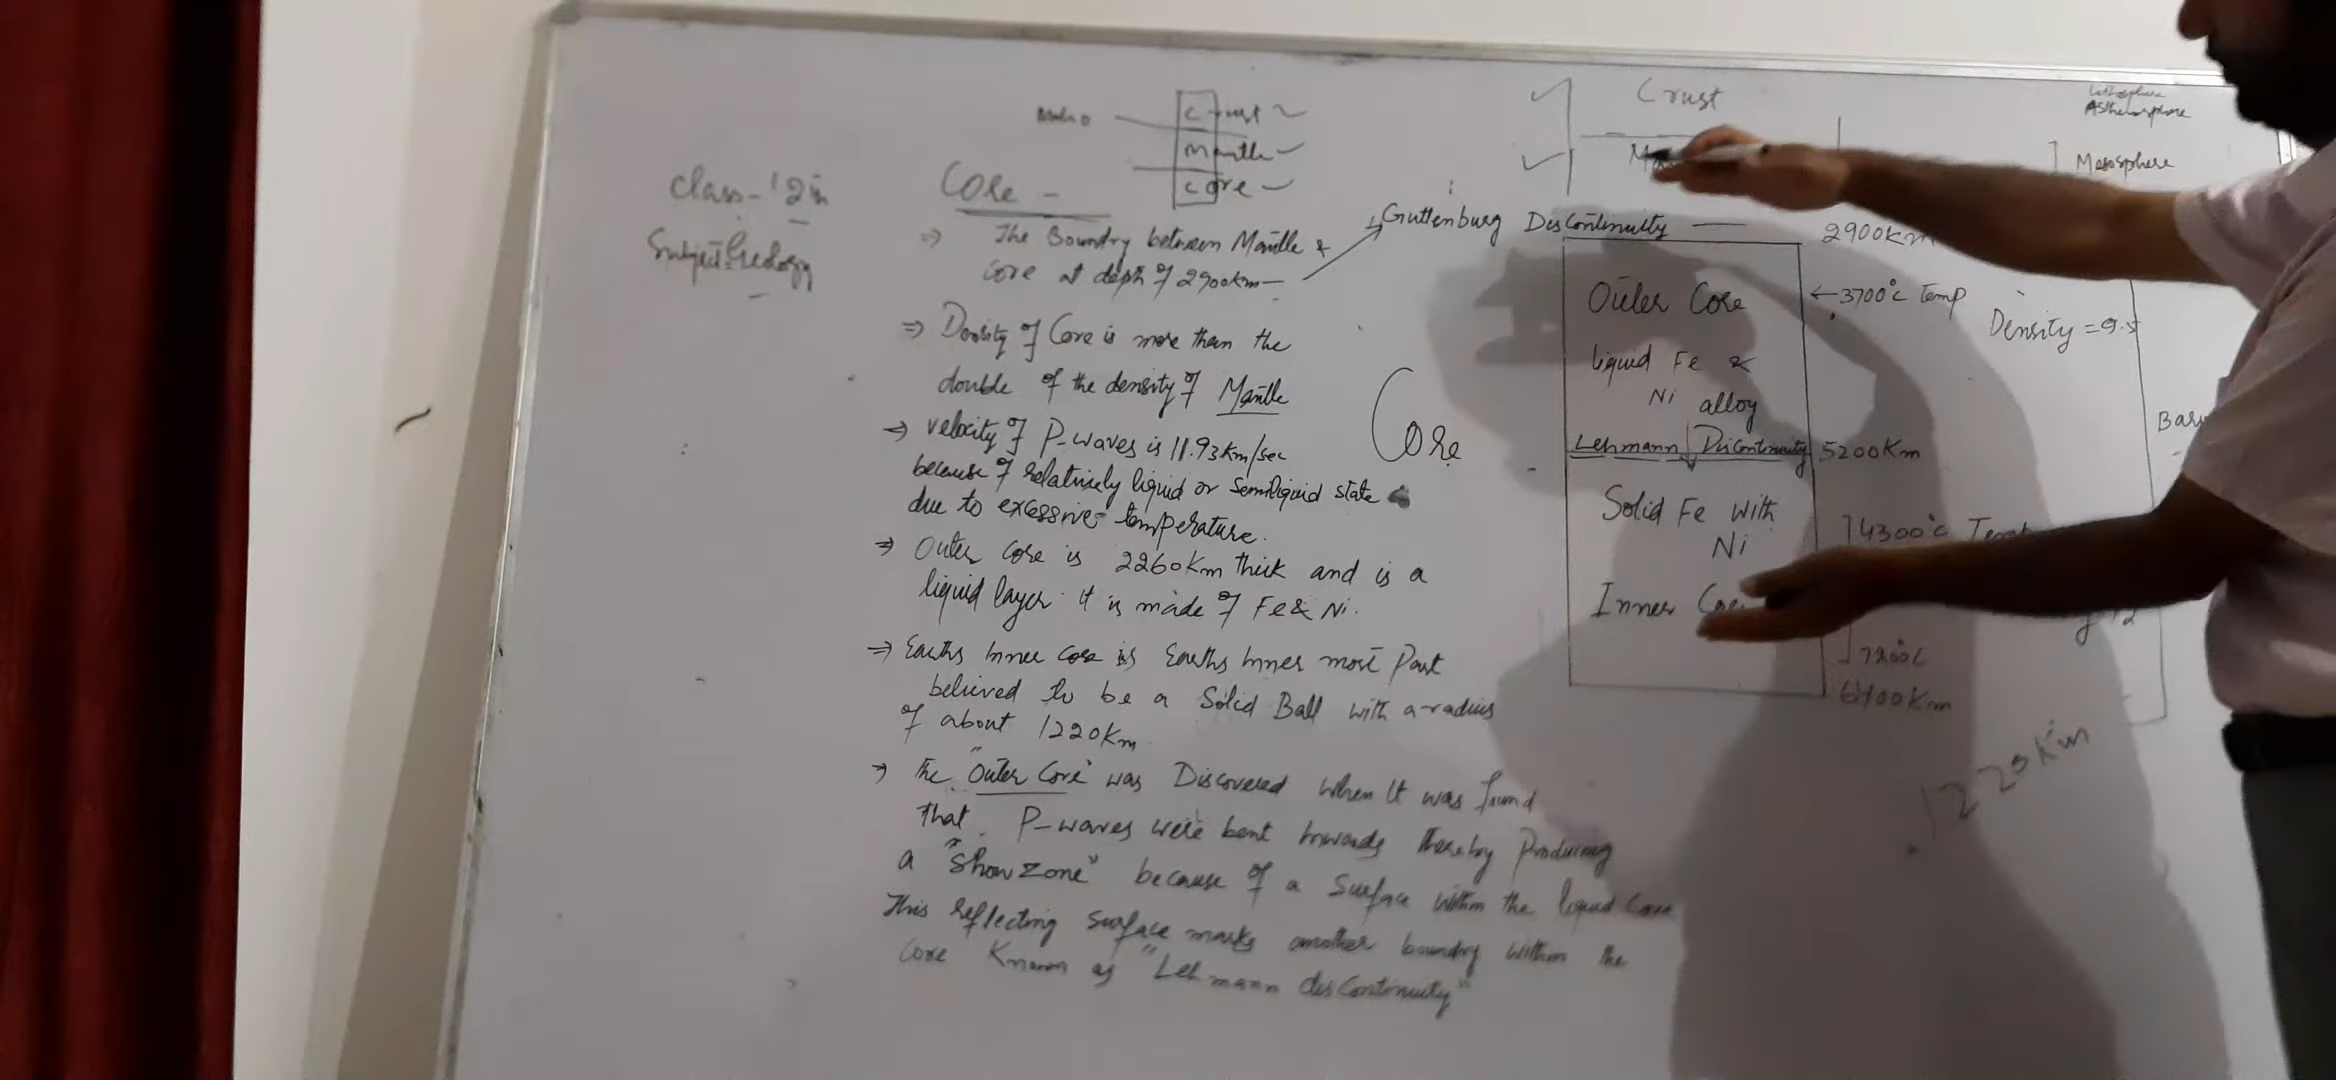 Crust
Mantle
Core
Class - 12th
Subject - Geology
Core -
⇒ The Boundry between Mantle &
core at depth of 2900km —
⇒ Density of Core is more than the
double of the density of Mantle
⇒ velocity of P-waves is 11.93km/sec
because of relatively liquid or semiliquid state
due to excessive temperature.
⇒ Outer core is 2260km thick and is a
liquid layer. it is made of Fe & Ni.
⇒ Earths Inner core is Earths Inner most Part
believed to be a Solid Ball with a radius
of about 1220Km
→ The "Outer Core" was Discovered when it was found
that P-waves were bent towards thereby Producing
a "Show zone" because of a Surface within the liquid core
This reflecting surface marks another boundry within the
core Known as "Lehmann discontinuity"
Crust
Guttenburg Discontinuity — 2900Km
Core
Outer Core
liquid Fe &
Ni alloy
Lehmann Discontinuity 5200Km
Solid Fe with
Ni
Inner
← 3700°C Temp
Density = 9.5
4300°C
7200°C
6400Km
1220Km
Lithosphere
Asthenosphere
Mesosphere